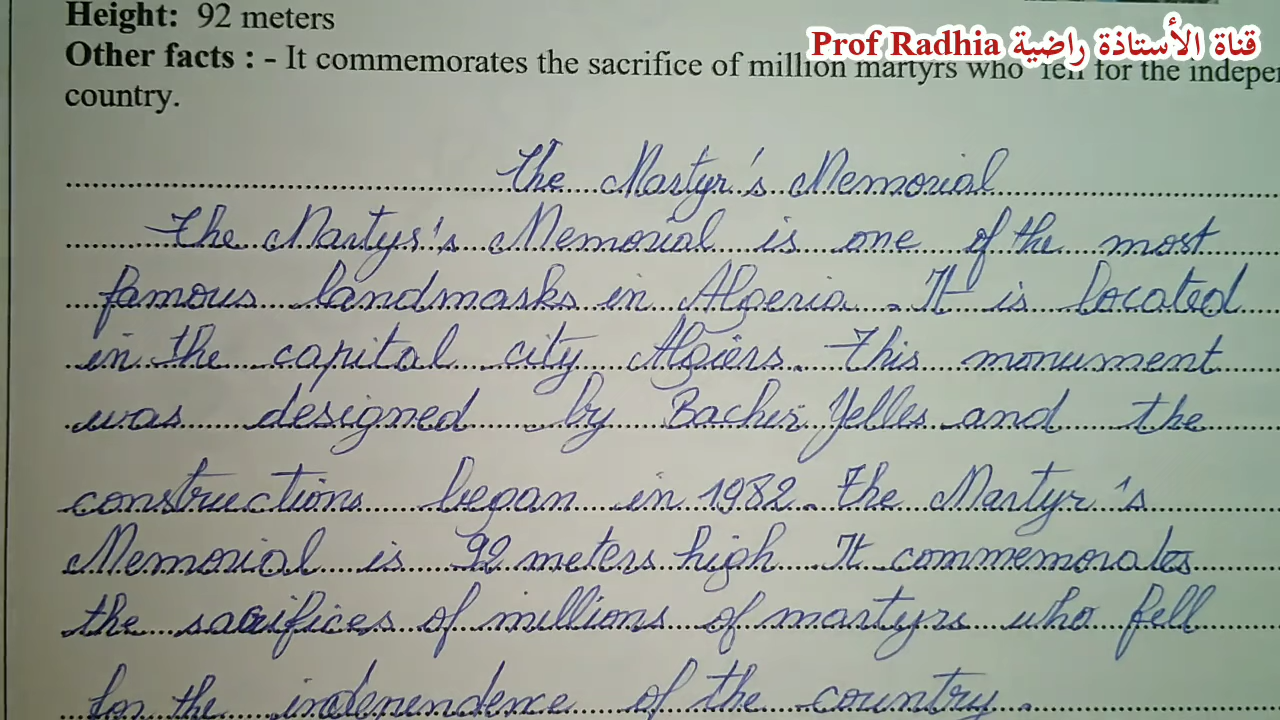 Height: 92 meters
قناة الأستاذة راضية Prof Radhia
Other facts : - It commemorates the sacrifice of million martyrs who fell for the
country.
The Martyr's Memorial
The Martys's Memorial is one of the most
famous landmasks in Algeria. It is located
in the capital city Algiers. This monument
was designed by Bacher Yelles and the
constructions began in 1982. The Martyr's
Memorial is 92 meters high. It commemorates
the sacrifices of millions of martyrs who fell
for the independence of the country.